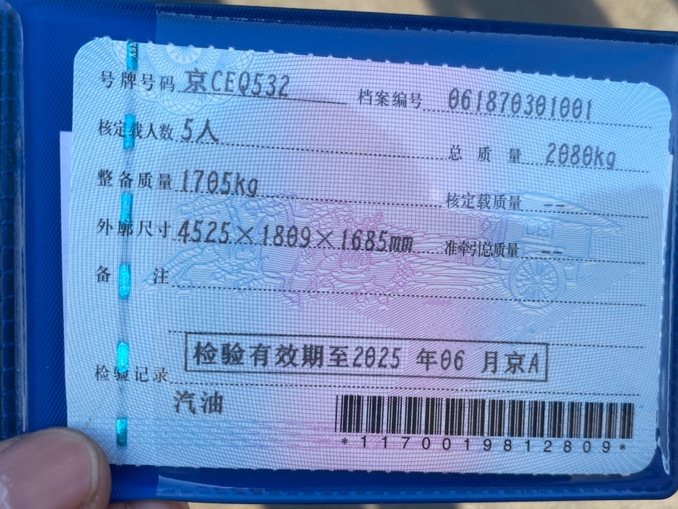 号牌号码 京CEQ532 档案编号 061870301001
核定载人数 5人 总质量 2080kg
整备质量 1705kg 核定载质量 --
外廓尺寸 4525×1809×1685mm 准牵引总质量 --
备注
检验记录 检验有效期至2025 年06 月京A
汽油
*1170019812809*